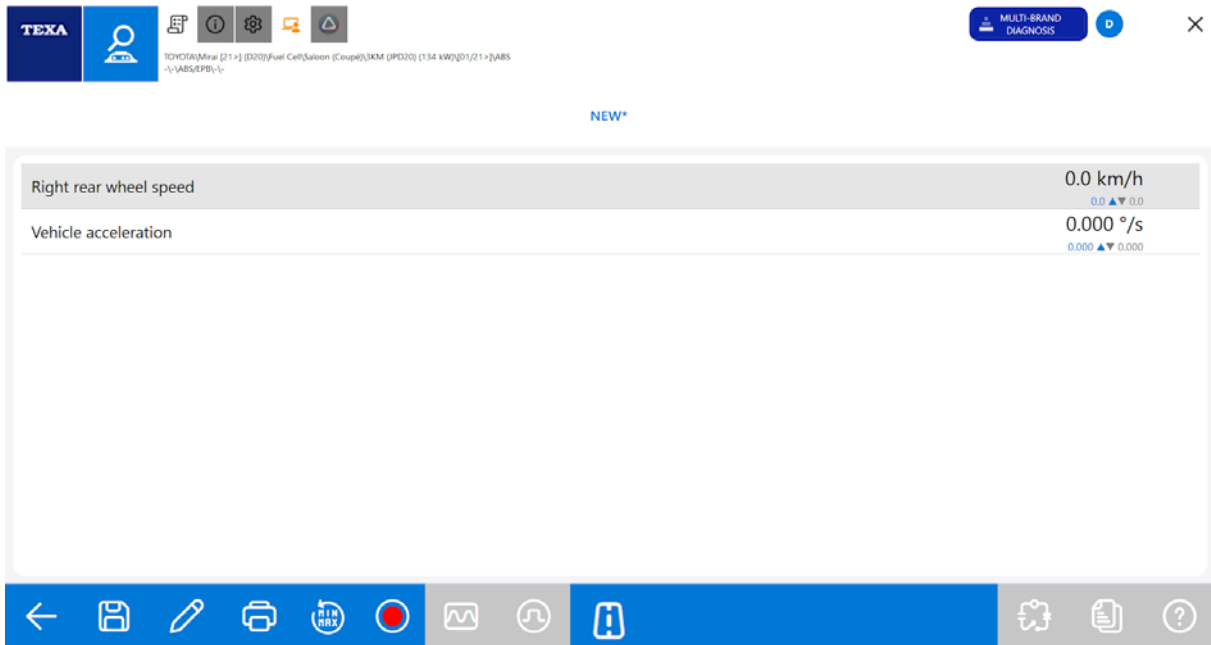 TEXA
TOYOTA\Mirai [21>] (D20)\Fuel Cell\Saloon (Coupé)\3KM (JPD20) (134 kW)\[01/21>]\ABS
-\-\ABS/EPB\-\-
MULTI-BRAND
DIAGNOSIS
D
NEW*
Right rear wheel speed
0.0 km/h
0.0 ▲▼ 0.0
Vehicle acceleration
0.000 °/s
0.000 ▲▼ 0.000
MIN
MAX
?